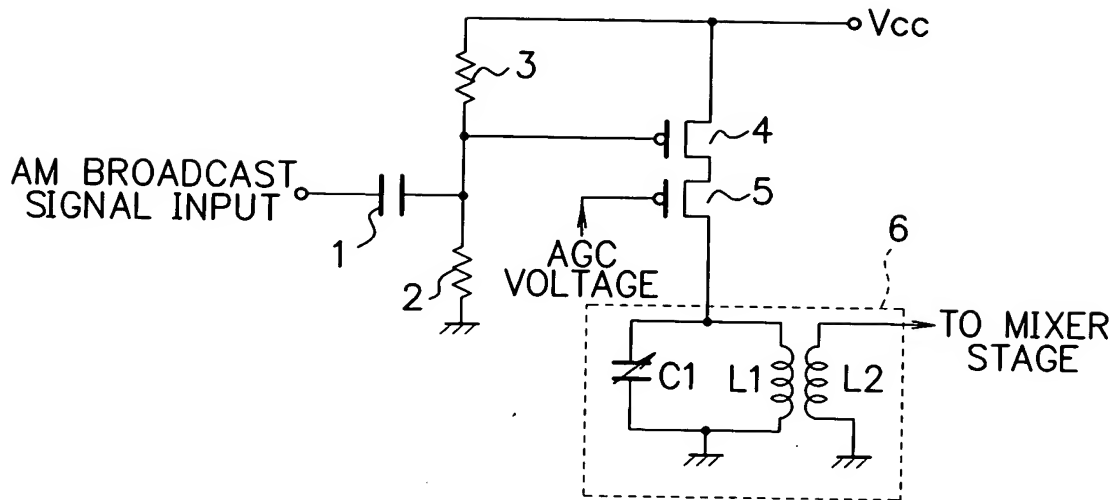 Vcc
3
4
AM BROADCAST
SIGNAL INPUT
1
5
2
AGC
VOLTAGE
6
C1
L1
L2
TO MIXER
STAGE